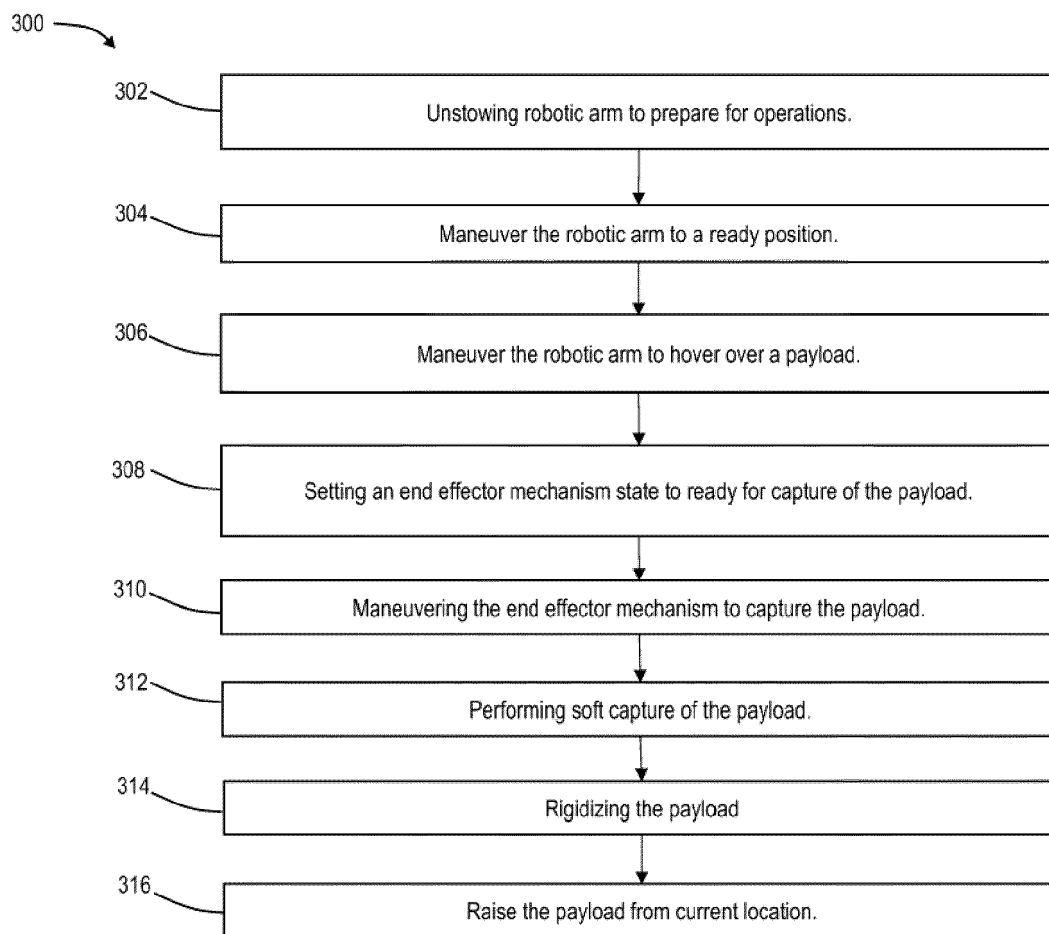 300
302
Unstowing robotic arm to prepare for operations.
304
Maneuver the robotic arm to a ready position.
306
Maneuver the robotic arm to hover over a payload.
308
Setting an end effector mechanism state to ready for capture of the payload.
310
Maneuvering the end effector mechanism to capture the payload.
312
Performing soft capture of the payload.
314
Rigidizing the payload
316
Raise the payload from current location.